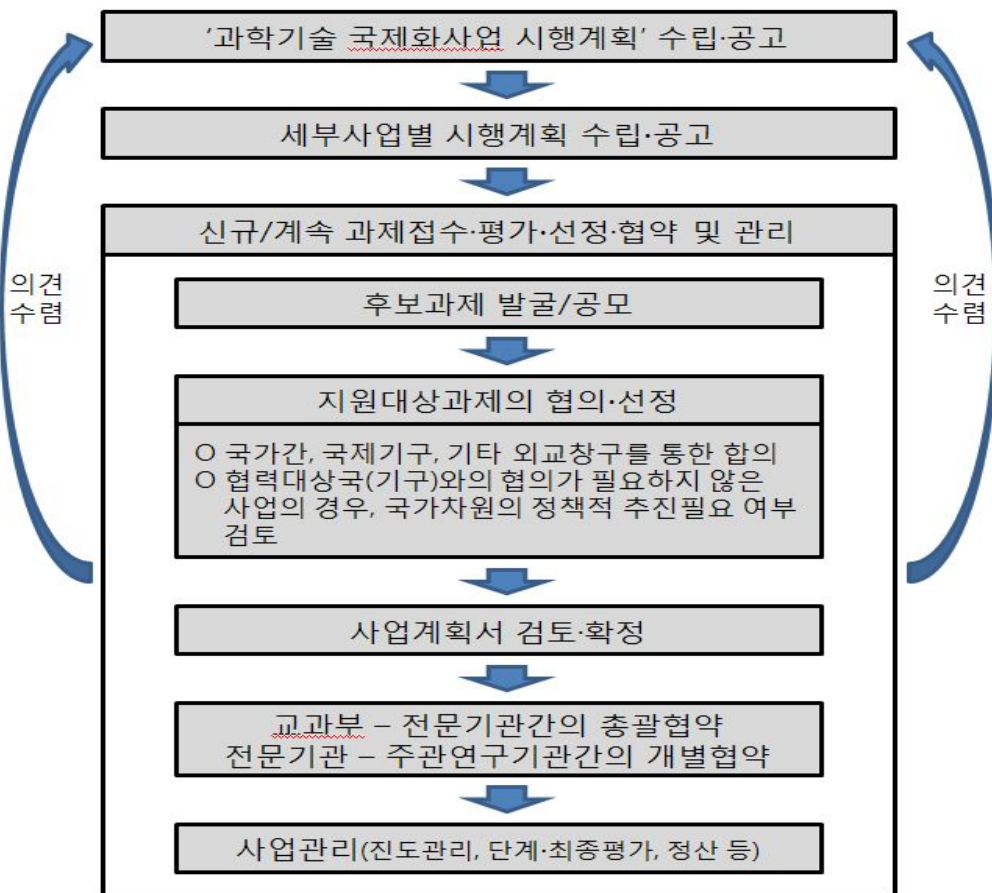 '과학기술 국제화사업 시행계획' 수립·공고
세부사업별 시행계획 수립·공고
신규/계속 과제접수·평가·선정·협약 및 관리
의견
수렴
후보과제 발굴/공모
의견
수렴
지원대상과제의 협의·선정
O 국가간, 국제기구, 기타 외교창구를 통한 합의
O 협력대상국(기구)와의 협의가 필요하지 않은
사업의 경우, 국가차원의 정책적 추진필요 여부
검토
사업계획서 검토·확정
교과부 – 전문기관간의 총괄협약
전문기관 – 주관연구기관간의 개별협약
사업관리(진도관리, 단계·최종평가, 정산 등)